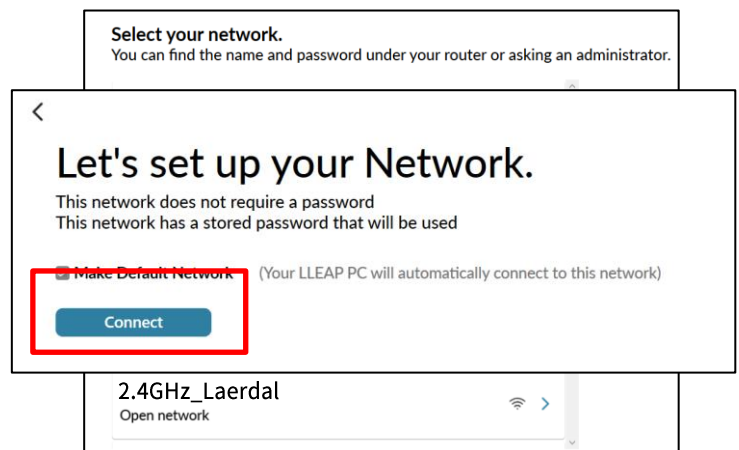 Select your network.
You can find the name and password under your router or asking an administrator.
Let's set up your Network.
This network does not require a password
This network has a stored password that will be used
Make Default Network (Your LLEAP PC will automatically connect to this network)
Connect
2.4GHz_Laerdal
Open network